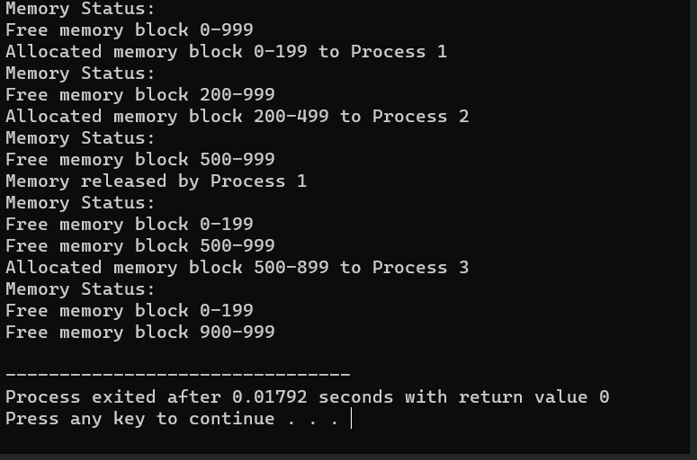 Memory Status:
Free memory block 0-999
Allocated memory block 0-199 to Process 1
Memory Status:
Free memory block 200-999
Allocated memory block 200-499 to Process 2
Memory Status:
Free memory block 500-999
Memory released by Process 1
Memory Status:
Free memory block 0-199
Free memory block 500-999
Allocated memory block 500-899 to Process 3
Memory Status:
Free memory block 0-199
Free memory block 900-999
--------------------------------
Process exited after 0.01792 seconds with return value 0
Press any key to continue . . .